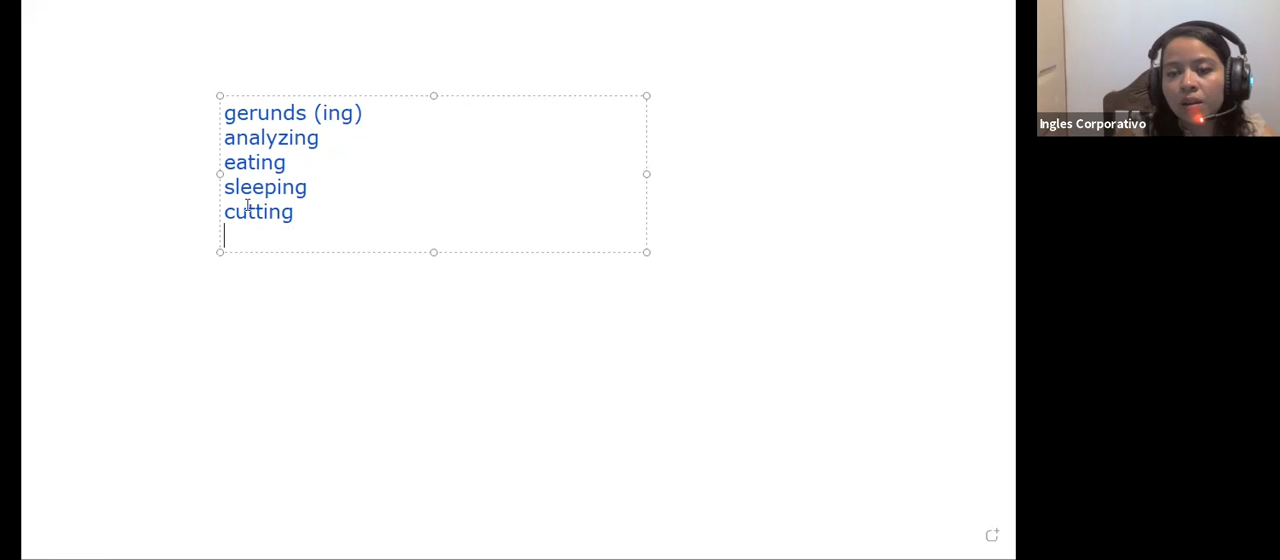 gerunds (ing)
analyzing
eating
sleeping
cutting
Ingles Corporativo